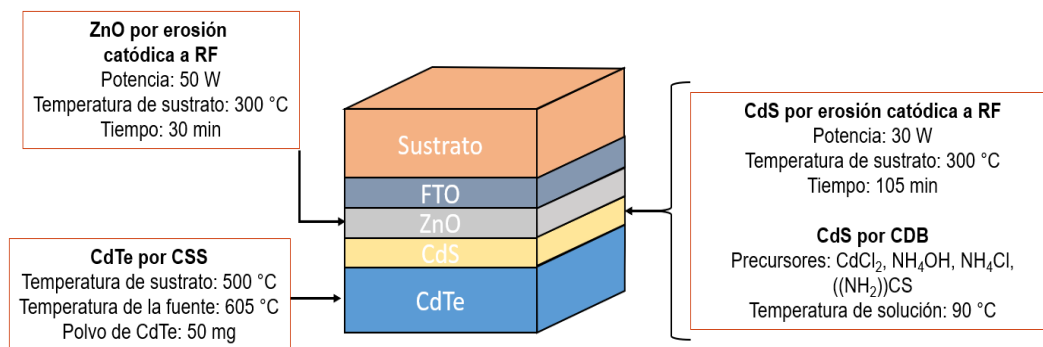 ZnO por erosión
catódica a RF
Potencia: 50 W
Temperatura de sustrato: 300 °C
Tiempo: 30 min
CdTe por CSS
Temperatura de sustrato: 500 °C
Temperatura de la fuente: 605 °C
Polvo de CdTe: 50 mg
Sustrato
FTO
ZnO
CdS
CdTe
CdS por erosión catódica a RF
Potencia: 30 W
Temperatura de sustrato: 300 °C
Tiempo: 105 min
CdS por CDB
Precursores: CdCl₂, NH₄OH, NH₄Cl,
((NH₂))CS
Temperatura de solución: 90 °C